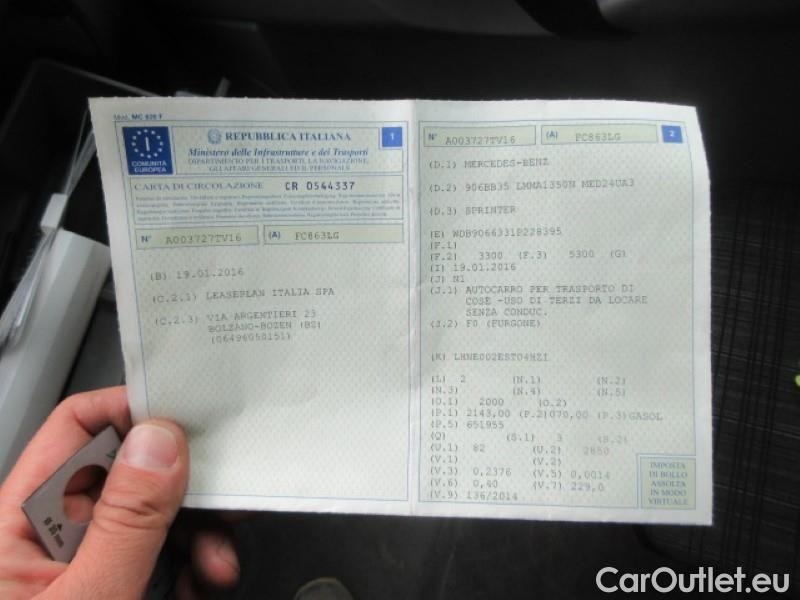 Mod. MC 820 F
REPUBBLICA ITALIANA
1
I
COMUNITÀ
EUROPEA
Ministero delle Infrastrutture e dei Trasporti
DIPARTIMENTO PER I TRASPORTI, LA NAVIGAZIONE,
GLI AFFARI GENERALI ED IL PERSONALE
CARTA DI CIRCOLAZIONE CR 0544337
N° A003727TV16 (A) FC863LG
(B) 19.01.2016
(C.2.1) LEASEPLAN ITALIA SPA
(C.2.3) VIA ARGENTIERI 23
BOLZANO-BOZEN (BZ)
(06496050151)
N° A003727TV16 (A) FC863LG 2
(D.1) MERCEDES-BENZ
(D.2) 906BB35 LMMA1350N MED24UA3
(D.3) SPRINTER
(E) WDB9066331P228395
(F.1)
(F.2) 3300 (F.3) 5300 (G)
(I) 19.01.2016
(J) N1
(J.1) AUTOCARRO PER TRASPORTO DI
COSE -USO DI TERZI DA LOCARE
SENZA CONDUC.
(J.2) F0 (FURGONE)
(K) LHNE002EST04HZI
(L) 2 (N.1) (N.2)
(N.3) (N.4) (N.5)
(O.1) 2000 (O.2)
(P.1) 2143,00 (P.2)070,00 (P.3)GASOL
(P.5) 651955
(Q) (S.1) 3 (S.2)
(U.1) 82 (U.2) 2850
(V.1) (V.2)
(V.3) 0,2376 (V.5) 0,0014
(V.6) 0,40 (V.7) 229,0
(V.9) 136/2014
IMPOSTA
DI BOLLO
ASSOLTA
IN MODO
VIRTUALE
CarOutlet.eu